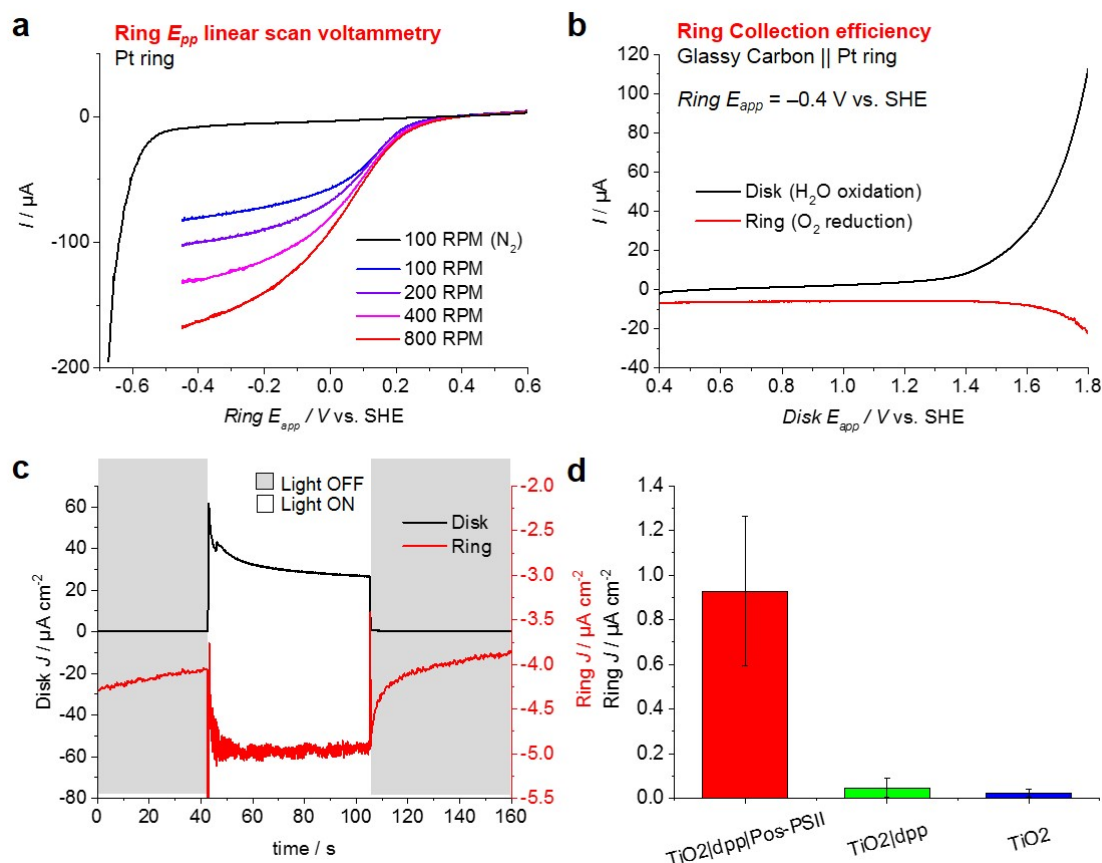 a
Ring Epp linear scan voltammetry
Pt ring
I / µA
0
-100
-200
100 RPM (N2)
100 RPM
200 RPM
400 RPM
800 RPM
-0.6 -0.4 -0.2 0.0 0.2 0.4 0.6
Ring Eapp / V vs. SHE
b
Ring Collection efficiency
Glassy Carbon || Pt ring
Ring Eapp = –0.4 V vs. SHE
I / µA
120
100
80
60
40
20
0
-20
-40
Disk (H2O oxidation)
Ring (O2 reduction)
0.4 0.6 0.8 1.0 1.2 1.4 1.6 1.8
Disk Eapp / V vs. SHE
c
Light OFF
Light ON
Disk
Ring
Disk J / µA cm-2
60
40
20
0
-20
-40
-60
-80
-2.0
-2.5
-3.0
-3.5
-4.0
-4.5
-5.0
-5.5
Ring J / µA cm-2
0 20 40 60 80 100 120 140 160
time / s
d
Ring J / µA cm-2
1.4
1.2
1.0
0.8
0.6
0.4
0.2
0.0
TiO2|dpp|Pos-PSII
TiO2|dpp
TiO2